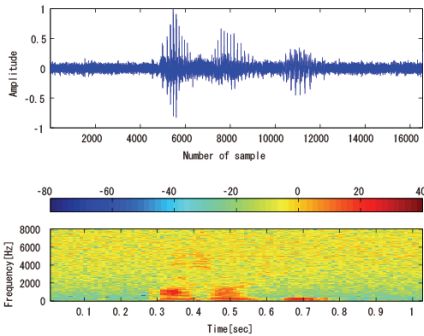 1
0.5
0
-0.5
-1
Amplitude
2000 4000 6000 8000 10000 12000 14000 16000
Number of sample
-80 -60 -40 -20 0 20 40
8000
6000
4000
2000
0
Frequency[Hz]
0.1 0.2 0.3 0.4 0.5 0.6 0.7 0.8 0.9 1
Time[sec]